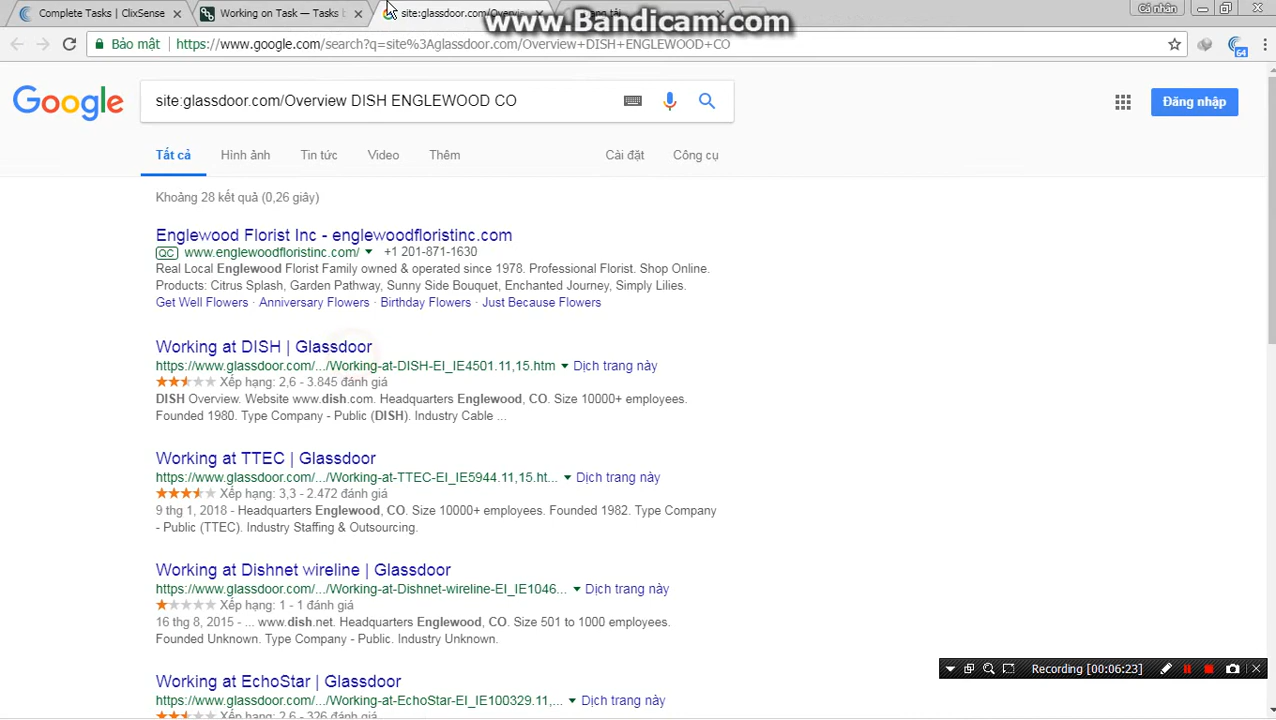 Complete Tasks | ClixSense
Working on Task — Tasks b
site:glassdoor.com/Overvi
www.Bandicam.com
Cá nhân
Bảo mật
https://www.google.com/search?q=site%3Aglassdoor.com/Overview+DISH+ENGLEWOOD+CO
64
Google
site:glassdoor.com/Overview DISH ENGLEWOOD CO
Đăng nhập
Tất cả
Hình ảnh
Tin tức
Video
Thêm
Cài đặt
Công cụ
Khoảng 28 kết quả (0,26 giây)
Englewood Florist Inc - englewoodfloristinc.com
QC www.englewoodfloristinc.com/ +1 201-871-1630
Real Local Englewood Florist Family owned & operated since 1978. Professional Florist. Shop Online.
Products: Citrus Splash, Garden Pathway, Sunny Side Bouquet, Enchanted Journey, Simply Lilies.
Get Well Flowers · Anniversary Flowers · Birthday Flowers · Just Because Flowers
Working at DISH | Glassdoor
https://www.glassdoor.com/.../Working-at-DISH-EI_IE4501.11,15.htm Dịch trang này
Xếp hạng: 2,6 - 3.845 đánh giá
DISH Overview. Website www.dish.com. Headquarters Englewood, CO. Size 10000+ employees.
Founded 1980. Type Company - Public (DISH). Industry Cable ...
Working at TTEC | Glassdoor
https://www.glassdoor.com/.../Working-at-TTEC-EI_IE5944.11,15.ht... Dịch trang này
Xếp hạng: 3,3 - 2.472 đánh giá
9 thg 1, 2018 - Headquarters Englewood, CO. Size 10000+ employees. Founded 1982. Type Company
- Public (TTEC). Industry Staffing & Outsourcing.
Working at Dishnet wireline | Glassdoor
https://www.glassdoor.com/.../Working-at-Dishnet-wireline-EI_IE1046... Dịch trang này
Xếp hạng: 1 - 1 đánh giá
16 thg 8, 2015 - ... www.dish.net. Headquarters Englewood, CO. Size 501 to 1000 employees.
Founded Unknown. Type Company - Public. Industry Unknown.
Recording [00:06:23]
Working at EchoStar | Glassdoor
https://www.glassdoor.com/.../Working-at-EchoStar-EI_IE100329.11,... Dịch trang này
Xếp hạng: 2,6 - 326 đánh giá